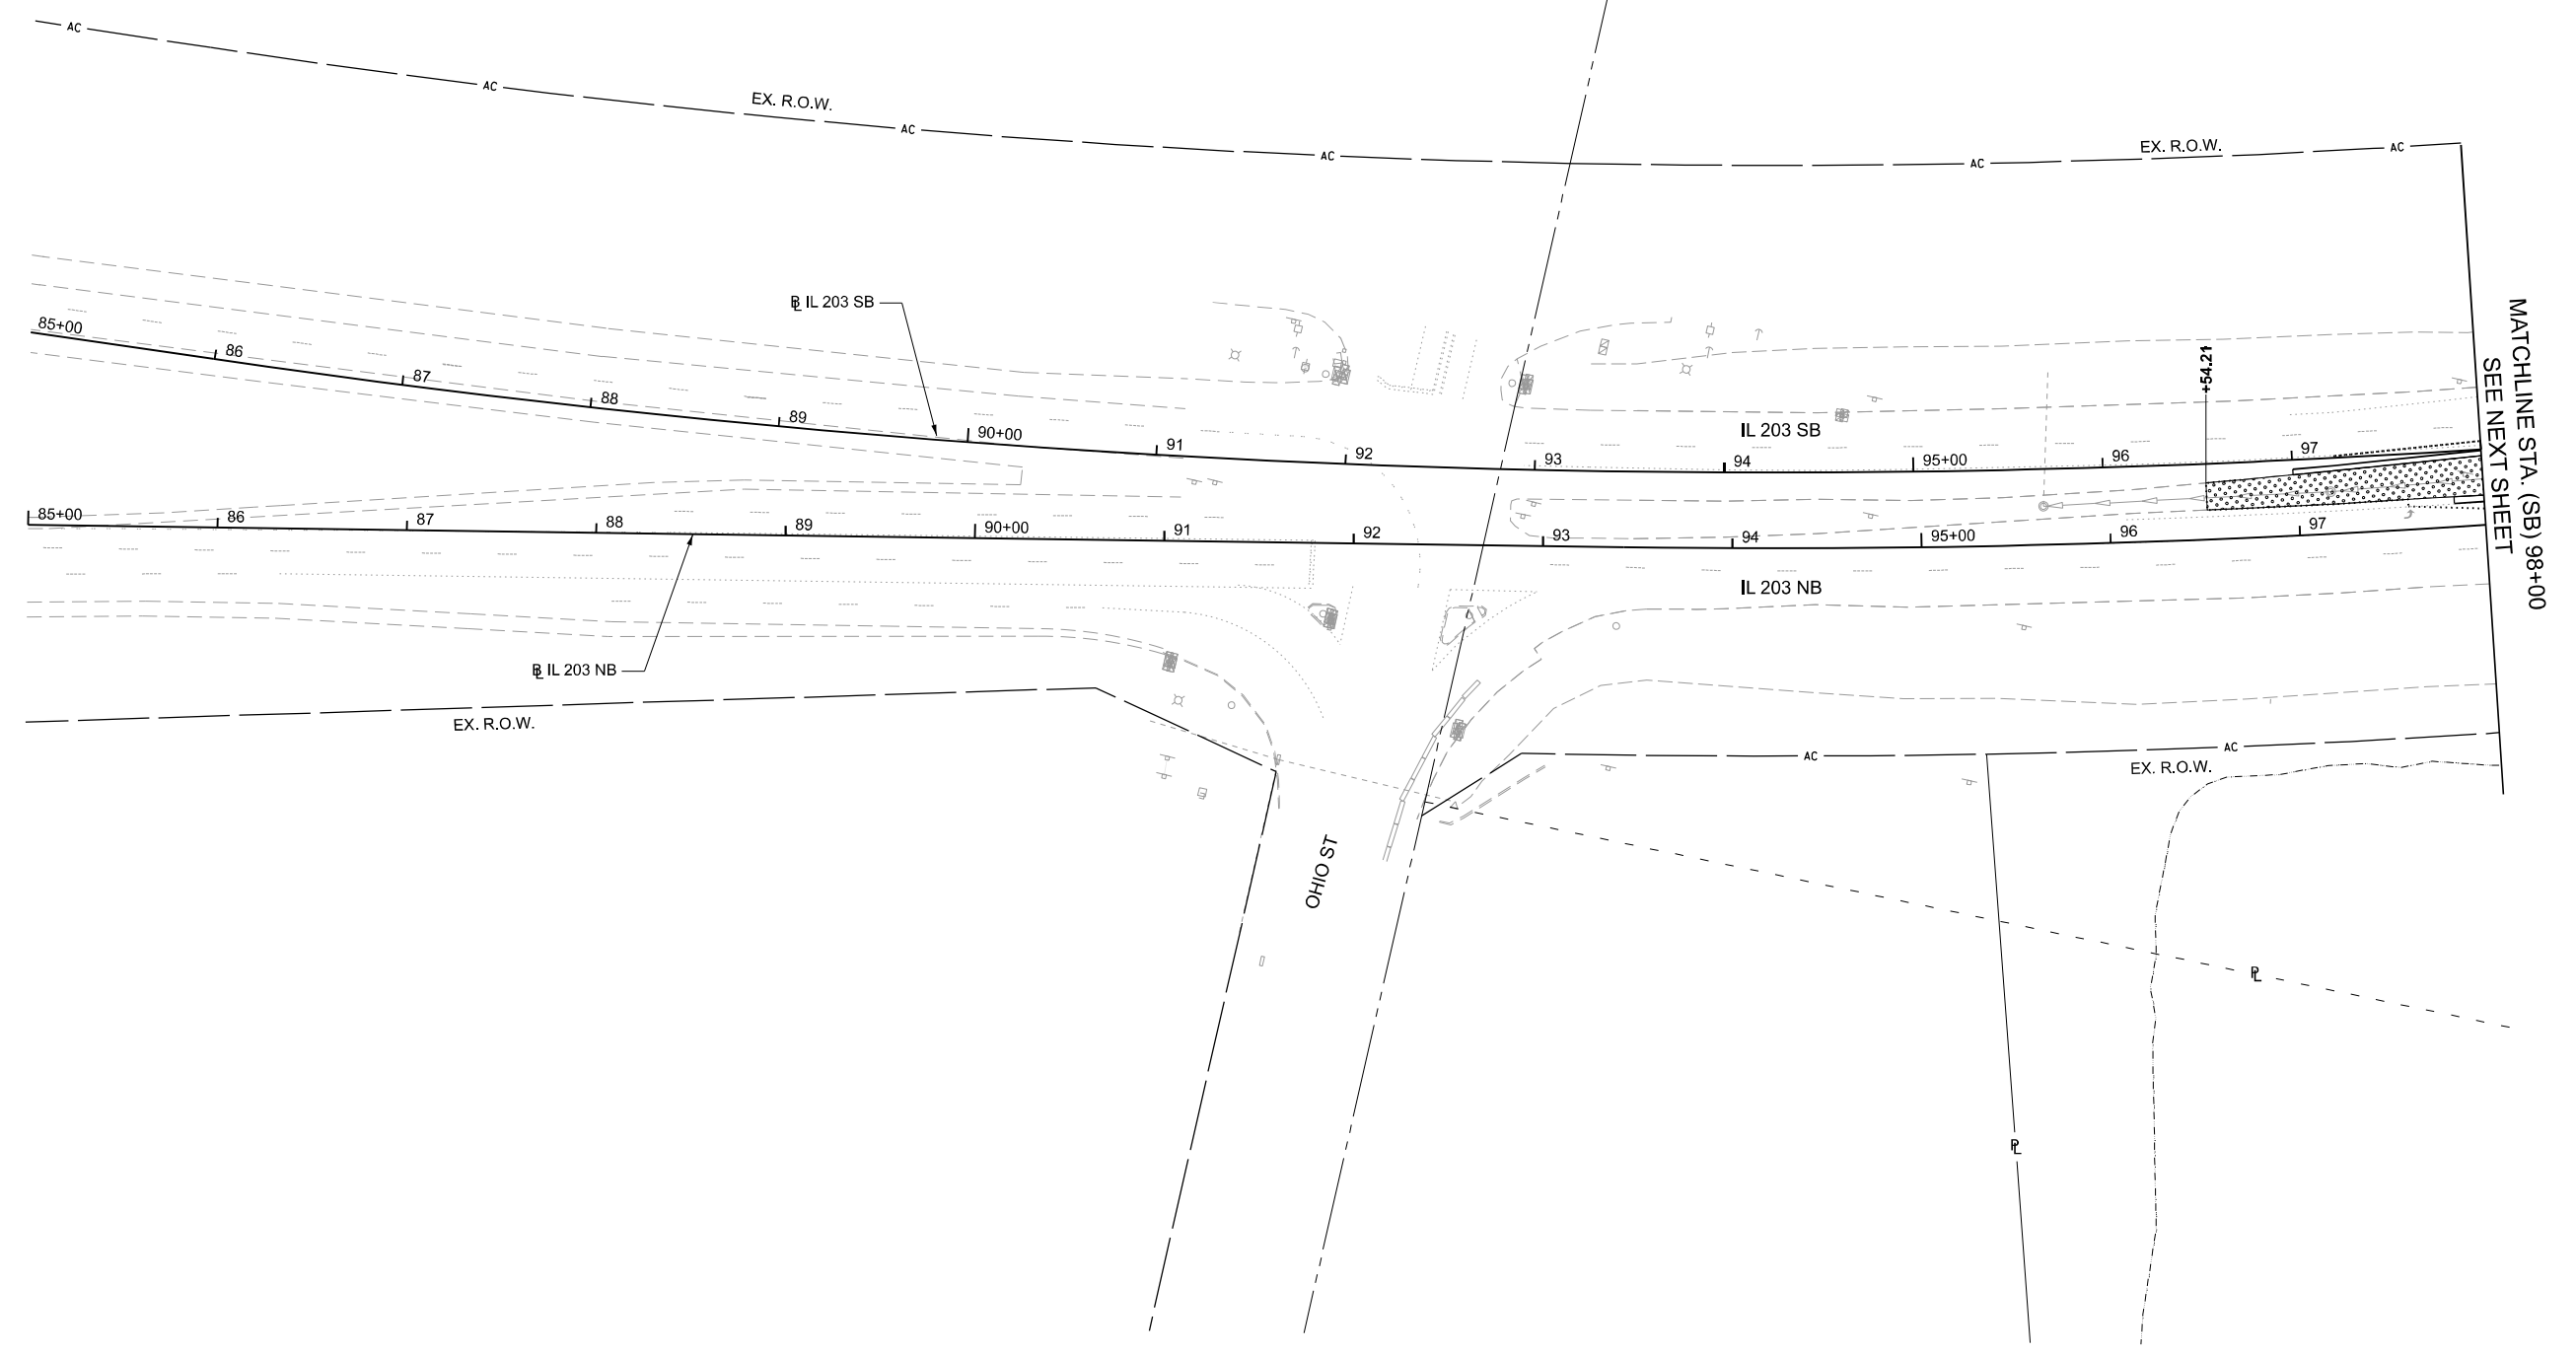 AC
AC
EX. R.O.W.
AC
AC
AC
EX. R.O.W.
AC
℄ IL 203 SB
85+00
86
87
88
89
90+00
91
92
93
94
95+00
96
97
IL 203 SB
+54.21
MATCHLINE STA. (SB) 98+00
SEE NEXT SHEET
85+00
86
87
88
89
90+00
91
92
93
94
95+00
96
97
IL 203 NB
BL IL 203 NB
EX. R.O.W.
AC
AC
EX. R.O.W.
OHIO ST
PL
PL